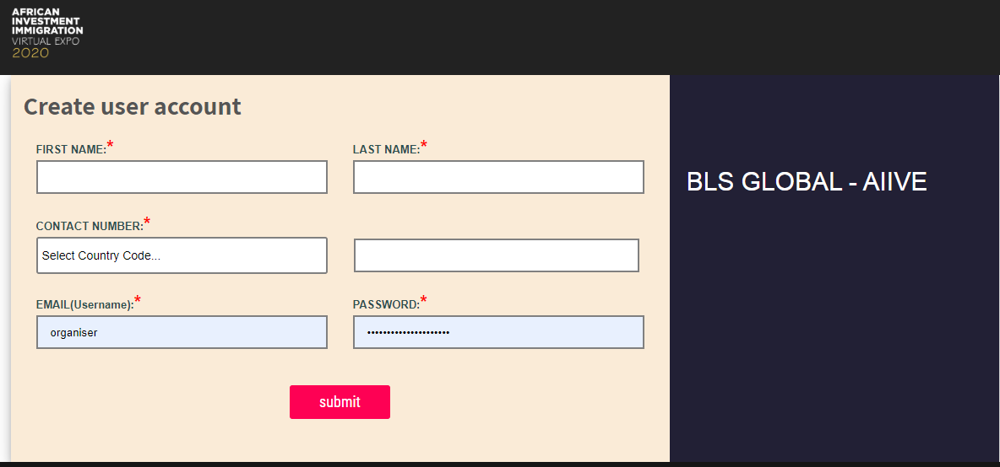 AFRICAN
INVESTMENT
IMMIGRATION
VIRTUAL EXPO
2020
Create user account
FIRST NAME:*
LAST NAME:*
CONTACT NUMBER:*
Select Country Code...
EMAIL(Username):*
PASSWORD:*
organiser
•••••••••••••••••••••
submit
BLS GLOBAL - AIIVE